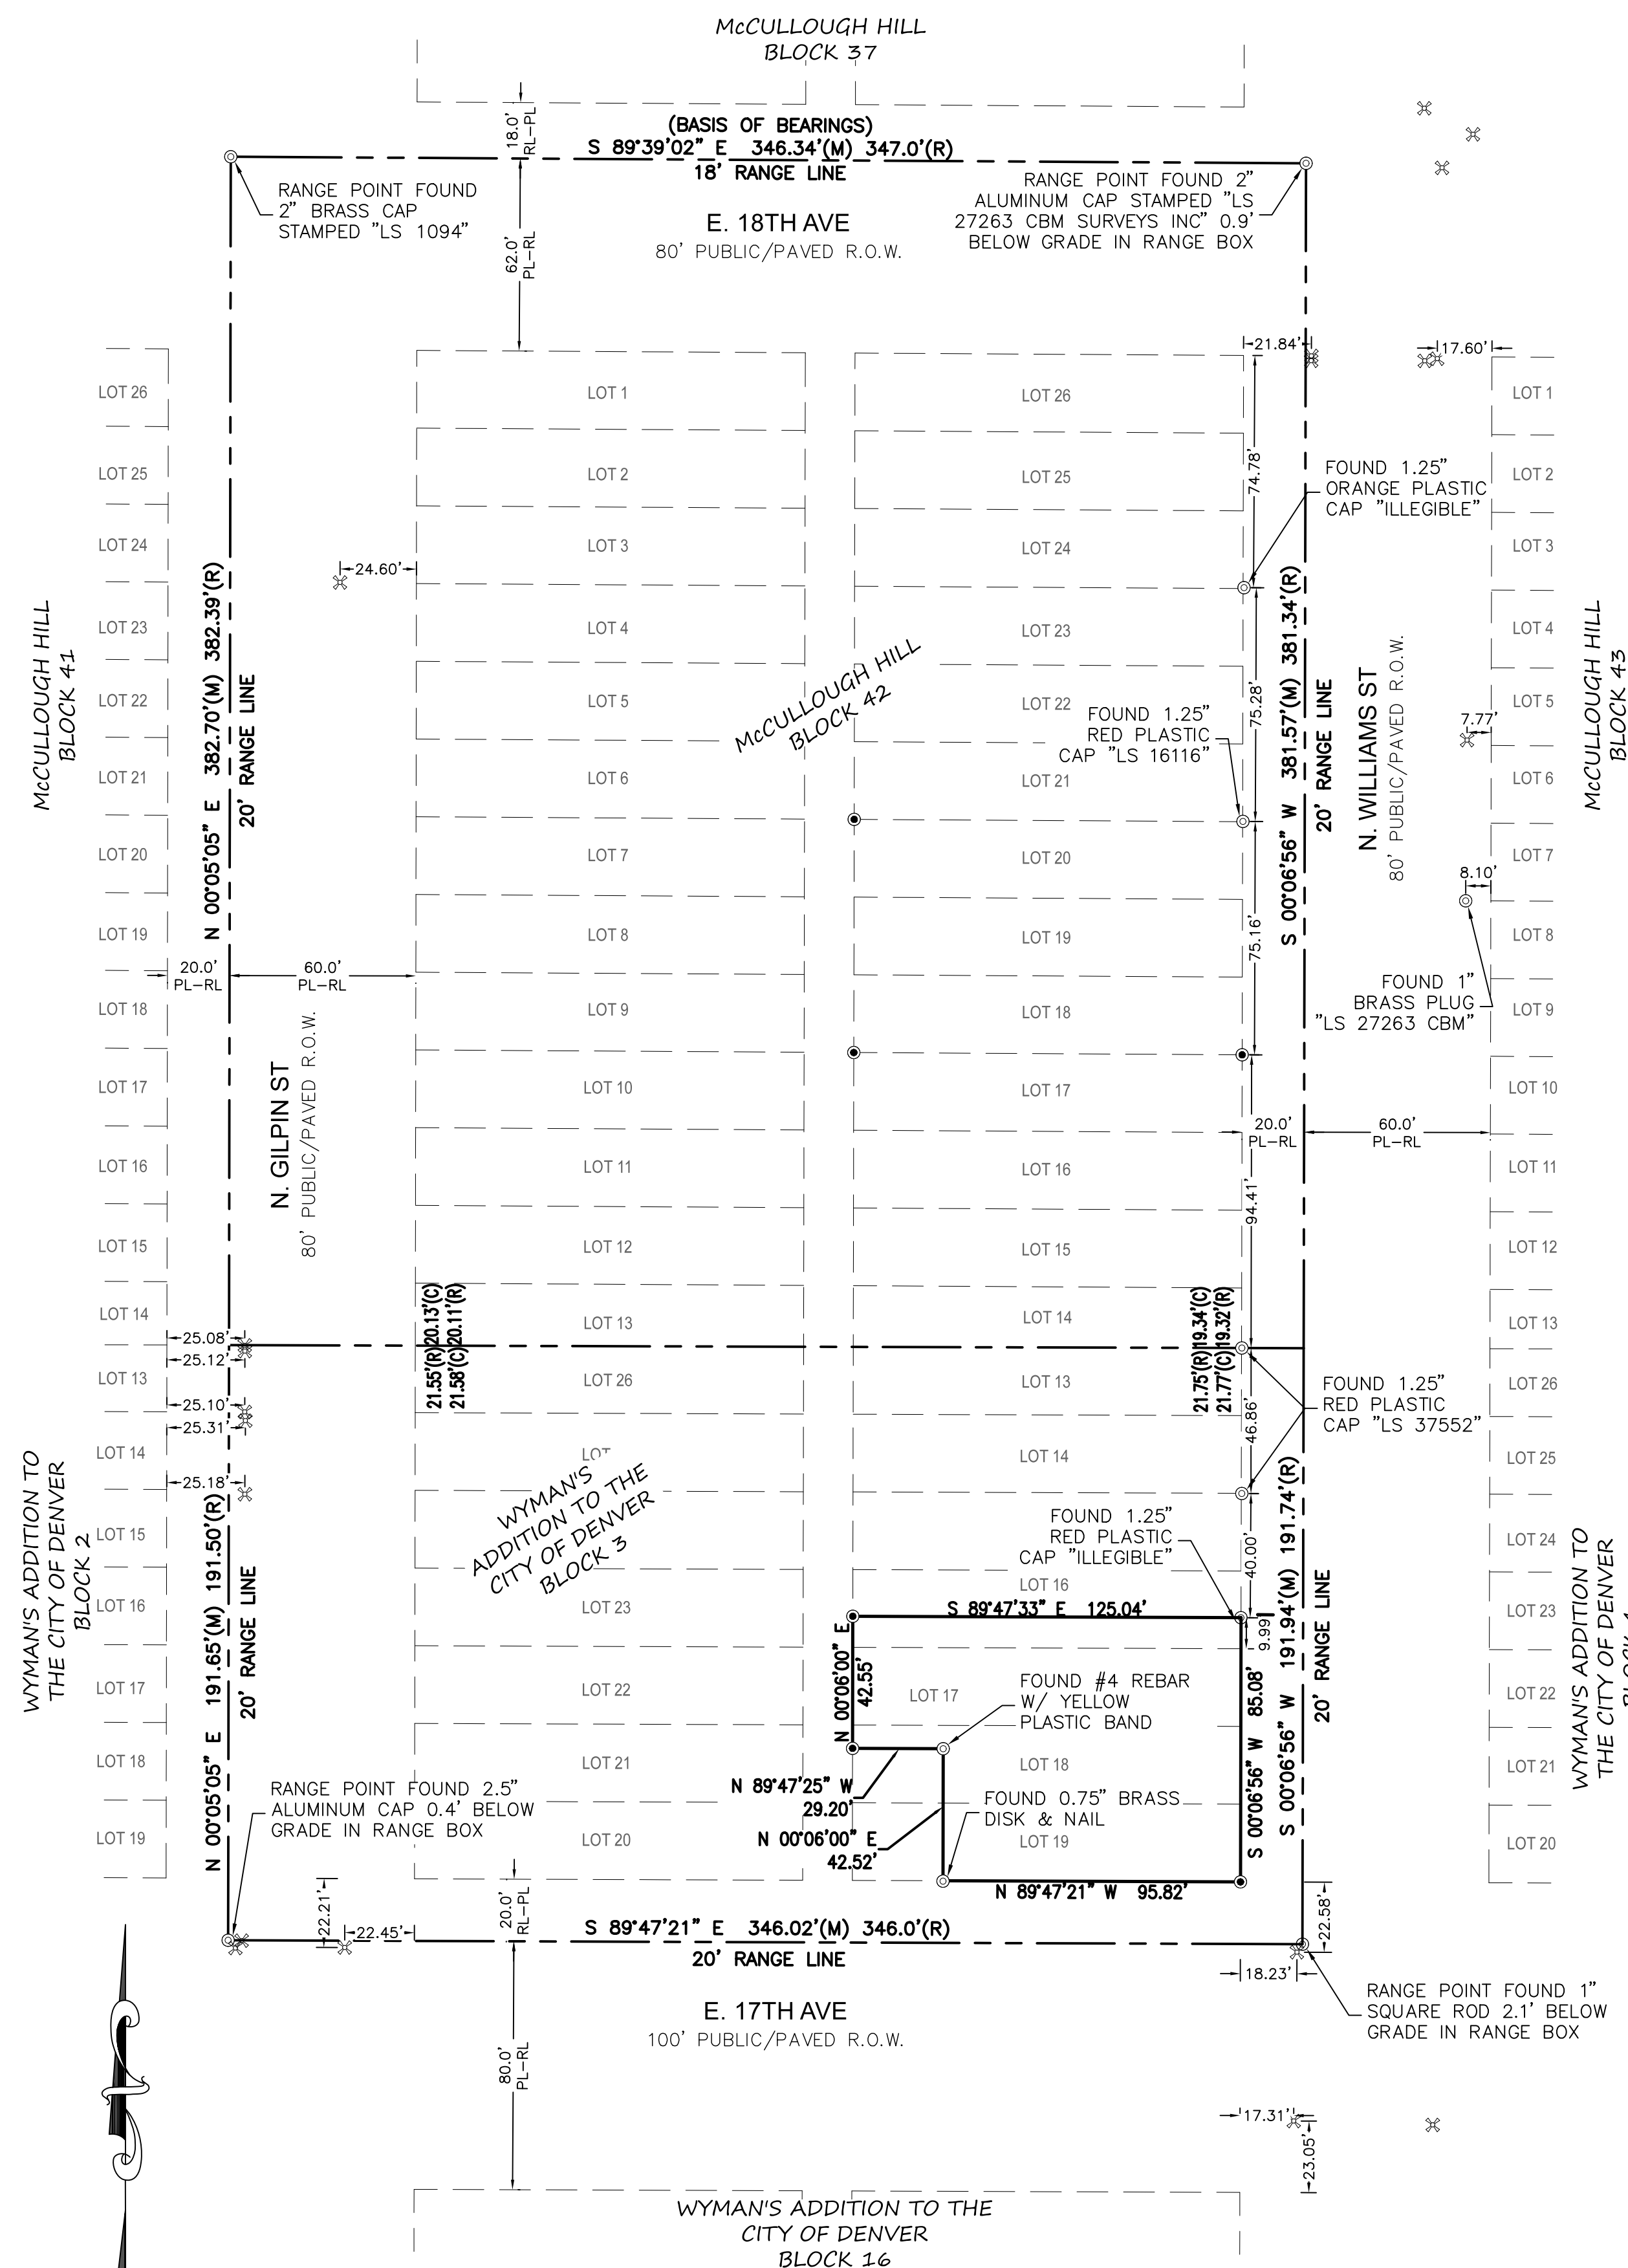 McCULLOUGH HILL
BLOCK 37
18.0'
RL-PL
(BASIS OF BEARINGS)
S 89°39'02" E 346.34'(M) 347.0'(R)
18' RANGE LINE
RANGE POINT FOUND
2" BRASS CAP
STAMPED "LS 1094"
62.0'
PL-RL
E. 18TH AVE
80' PUBLIC/PAVED R.O.W.
RANGE POINT FOUND 2"
ALUMINUM CAP STAMPED "LS
27263 CBM SURVEYS INC" 0.9'
BELOW GRADE IN RANGE BOX
21.84'
17.60'
LOT 26
LOT 25
LOT 24
LOT 23
LOT 22
LOT 21
LOT 20
LOT 19
LOT 18
LOT 17
LOT 16
LOT 15
LOT 14
LOT 13
LOT 14
LOT 15
LOT 16
LOT 17
LOT 18
LOT 19
McCULLOUGH HILL
BLOCK 41
WYMAN'S ADDITION TO
THE CITY OF DENVER
BLOCK 2
N 00°05'05" E 382.70'(M) 382.39'(R)
20' RANGE LINE
24.60'
20.0'
PL-RL
60.0'
PL-RL
N. GILPIN ST
80' PUBLIC/PAVED R.O.W.
25.08'
25.12'
25.10'
25.31'
25.18'
N 00°05'05" E 191.65'(M) 191.50'(R)
20' RANGE LINE
LOT 1
LOT 2
LOT 3
LOT 4
LOT 5
LOT 6
LOT 7
LOT 8
LOT 9
LOT 10
LOT 11
LOT 12
LOT 13
LOT 26
LOT
LOT 23
LOT 22
LOT 21
LOT 20
McCULLOUGH HILL
BLOCK 42
20.13'(C)
20.11'(R)
21.55'(R)
21.58'(C)
WYMAN'S
ADDITION TO THE
CITY OF DENVER
BLOCK 3
LOT 26
LOT 25
LOT 24
LOT 23
LOT 22
LOT 21
LOT 20
LOT 19
LOT 18
LOT 17
LOT 16
LOT 15
LOT 14
LOT 13
LOT 14
LOT 16
LOT 17
LOT 18
LOT 19
74.78'
75.28'
75.16'
94.41'
46.86'
40.00'
9.99'
FOUND 1.25"
ORANGE PLASTIC
CAP "ILLEGIBLE"
FOUND 1.25"
RED PLASTIC
CAP "LS 16116"
S 00°06'56" W 381.57'(M) 381.34'(R)
20' RANGE LINE
N. WILLIAMS ST
80' PUBLIC/PAVED R.O.W.
7.77'
8.10'
FOUND 1"
BRASS PLUG
"LS 27263 CBM"
20.0'
PL-RL
60.0'
PL-RL
19.34'(C)
19.32'(R)
21.75'(R)
21.77'(C)
FOUND 1.25"
RED PLASTIC
CAP "LS 37552"
FOUND 1.25"
RED PLASTIC
CAP "ILLEGIBLE"
S 00°06'56" W 191.94'(M) 191.74'(R)
20' RANGE LINE
S 89°47'33" E 125.04'
N 00°06'00" E
42.55'
FOUND #4 REBAR
W/ YELLOW
PLASTIC BAND
S 00°06'56" W 85.08'
N 89°47'25" W
29.20'
FOUND 0.75" BRASS
DISK & NAIL
N 00°06'00" E
42.52'
N 89°47'21" W 95.82'
LOT 1
LOT 2
LOT 3
LOT 4
LOT 5
LOT 6
LOT 7
LOT 8
LOT 9
LOT 10
LOT 11
LOT 12
LOT 13
LOT 26
LOT 25
LOT 24
LOT 23
LOT 22
LOT 21
LOT 20
McCULLOUGH HILL
BLOCK 43
WYMAN'S ADDITION TO
THE CITY OF DENVER
RANGE POINT FOUND 2.5"
ALUMINUM CAP 0.4' BELOW
GRADE IN RANGE BOX
22.21'
22.45'
20.0'
RL-PL
S 89°47'21" E 346.02'(M) 346.0'(R)
20' RANGE LINE
22.58'
18.23'
RANGE POINT FOUND 1"
SQUARE ROD 2.1' BELOW
GRADE IN RANGE BOX
E. 17TH AVE
100' PUBLIC/PAVED R.O.W.
80.0'
PL-RL
17.31'
23.05'
WYMAN'S ADDITION TO THE
CITY OF DENVER
BLOCK 16